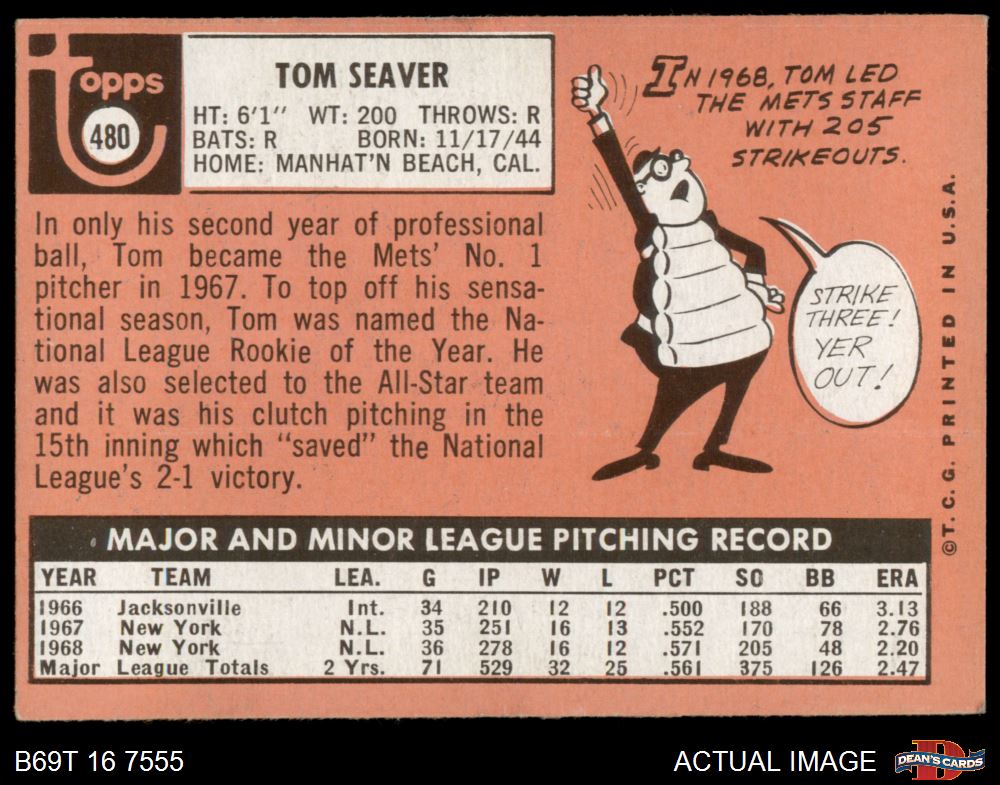 topps
480
TOM SEAVER
HT: 6'1" WT: 200 THROWS: R
BATS: R BORN: 11/17/44
HOME: MANHAT'N BEACH, CAL.
In only his second year of professional
ball, Tom became the Mets' No. 1
pitcher in 1967. To top off his sensa-
tional season, Tom was named the Na-
tional League Rookie of the Year. He
was also selected to the All-Star team
and it was his clutch pitching in the
15th inning which "saved" the National
League's 2-1 victory.
IN 1968, TOM LED
THE METS STAFF
WITH 205
STRIKEOUTS.
STRIKE
THREE!
YER
OUT!
©T. C. G. PRINTED IN U.S.A.
MAJOR AND MINOR LEAGUE PITCHING RECORD
YEAR TEAM LEA. G IP W L PCT SO BB ERA
1966 Jacksonville Int. 34 210 12 12 .500 188 66 3.13
1967 New York N.L. 35 251 16 13 .552 170 78 2.76
1968 New York N.L. 36 278 16 12 .571 205 48 2.20
Major League Totals 2 Yrs. 71 529 32 25 .561 375 126 2.47
B69T 16 7555
ACTUAL IMAGE
DEAN'S CARDS